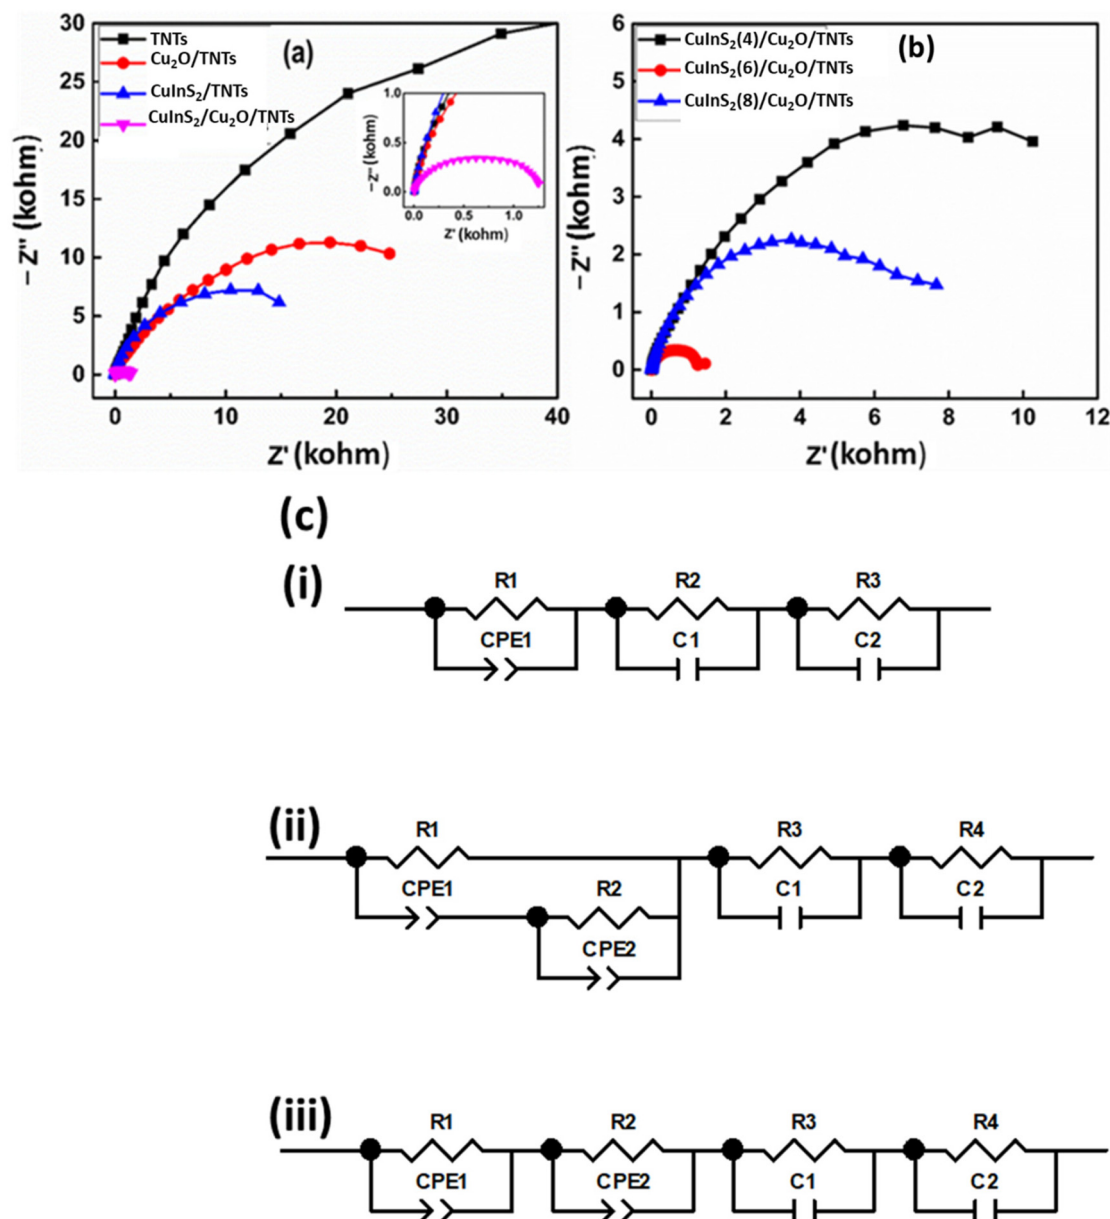 (a)
TNTs
Cu₂O/TNTs
CuInS₂/TNTs
CuInS₂/Cu₂O/TNTs
30
25
20
15
10
5
0
−Z'' (kohm)
0 10 20 30 40
Z' (kohm)
1.0
0.5
0.0
−Z'' (kohm)
0.0 0.5 1.0
Z' (kohm)
(b)
CuInS₂(4)/Cu₂O/TNTs
CuInS₂(6)/Cu₂O/TNTs
CuInS₂(8)/Cu₂O/TNTs
6
5
4
3
2
1
0
−Z'' (kohm)
0 2 4 6 8 10 12
Z' (kohm)
(c)
(i)
R1 R2 R3
CPE1 C1 C2
(ii)
R1 R3 R4
CPE1 R2 C1 C2
CPE2
(iii)
R1 R2 R3 R4
CPE1 CPE2 C1 C2